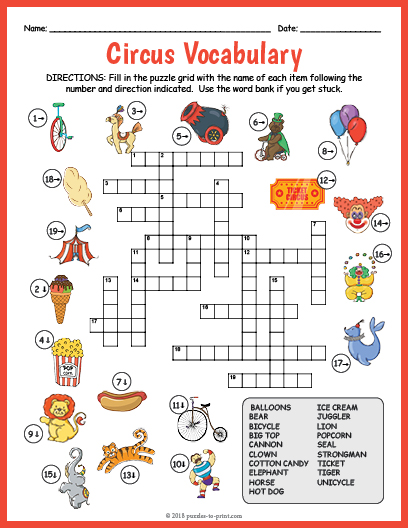 Name: Date:
Circus Vocabulary
DIRECTIONS: Fill in the puzzle grid with the name of each item following the
number and direction indicated. Use the word bank if you get stuck.
1→
3→
5→
6→
8→
18→
12→
TICKET
CIRCUS
14→
19→
16→
2↓
4↓
POP
corn
17→
7↓
9↓
11↓
13↓
10↓
15↓
1 2
3 4
5
6
7
8 9 10
11 12
13 14 15
16
17
18
19
BALLOONS ICE CREAM
BEAR JUGGLER
BICYCLE LION
BIG TOP POPCORN
CANNON SEAL
CLOWN STRONGMAN
COTTON CANDY TICKET
ELEPHANT TIGER
HORSE UNICYCLE
HOT DOG
© 2018 puzzles-to-print.com